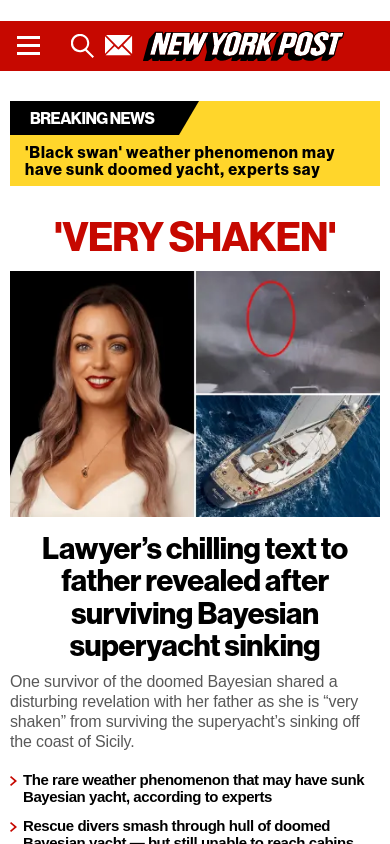 NEW YORK POST
BREAKING NEWS
'Black swan' weather phenomenon may
have sunk doomed yacht, experts say
'VERY SHAKEN'
Lawyer’s chilling text to
father revealed after
surviving Bayesian
superyacht sinking
One survivor of the doomed Bayesian shared a
disturbing revelation with her father as she is “very
shaken” from surviving the superyacht’s sinking off
the coast of Sicily.
The rare weather phenomenon that may have sunk
Bayesian yacht, according to experts
Rescue divers smash through hull of doomed
Bayesian yacht — but still unable to reach cabins